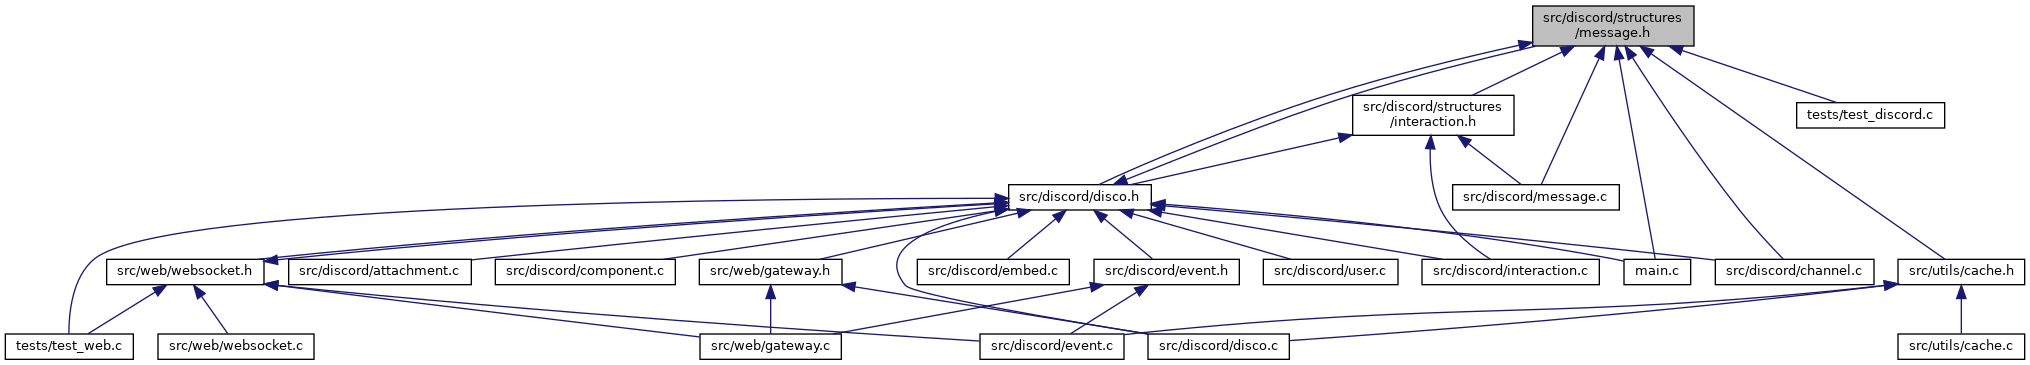 src/discord/structures
/message.h
src/discord/structures
/interaction.h
tests/test_discord.c
src/discord/disco.h
src/discord/message.c
src/web/websocket.h
src/discord/attachment.c
src/discord/component.c
src/web/gateway.h
src/discord/embed.c
src/discord/event.h
src/discord/user.c
src/discord/interaction.c
main.c
src/discord/channel.c
src/utils/cache.h
tests/test_web.c
src/web/websocket.c
src/web/gateway.c
src/discord/event.c
src/discord/disco.c
src/utils/cache.c